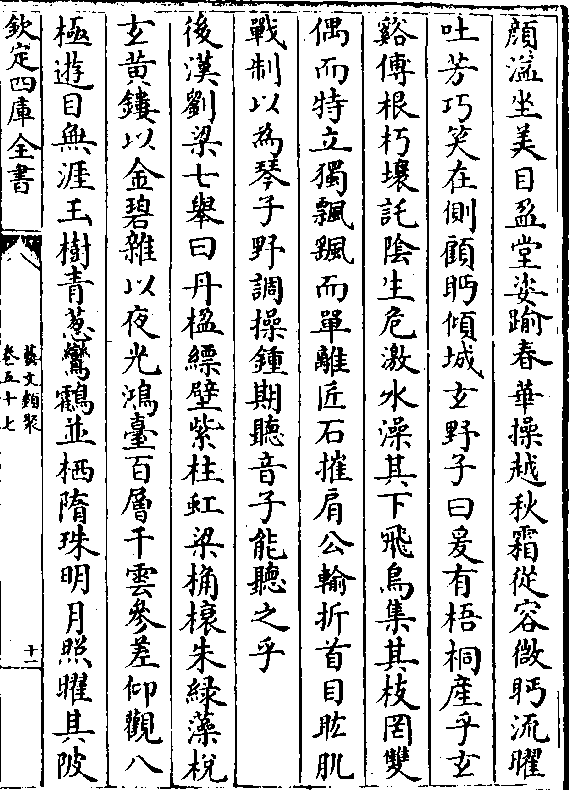 顔溢坐美目盈堂姿踰春華操越秋霜從容微眄流曜
吐芳巧笑在側顧眄傾城玄野子曰爰有梧桐產乎玄
谿傅根朽壤託陰生危激水澡其下飛鳥集其枝罔雙
偶而特立獨飄飖而單離匠石摧肩公輸折首目眩肌
戰制以為琴子野調操鍾期聽音子能聽之乎
後漢劉梁七舉曰丹楹縹壁紫柱虹梁桷榱朱綠藻梲
玄黃鏤以金碧雜以夜光鴻臺百層干雲參差仰觀八
極遊目無涯玉樹青葱鸞鶴並栖隋珠明月照曜其陂
欽定四庫全書
藝文類聚
卷五十七
十二